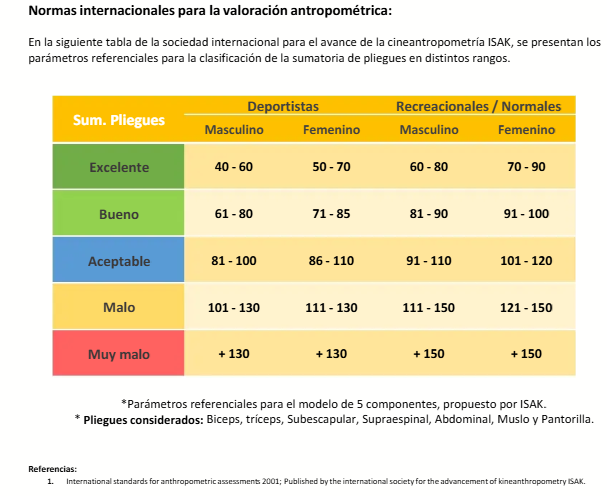 Normas internacionales para la valoración antropométrica:
En la siguiente tabla de la sociedad internacional para el avance de la cineantropometría ISAK, se presentan los
parámetros referenciales para la clasificación de la sumatoria de pliegues en distintos rangos.
Sum. Pliegues Deportistas Recreacionales / Normales
Masculino Femenino Masculino Femenino
Excelente 40 - 60 50 - 70 60 - 80 70 - 90
Bueno 61 - 80 71 - 85 81 - 90 91 - 100
Aceptable 81 - 100 86 - 110 91 - 110 101 - 120
Malo 101 - 130 111 - 130 111 - 150 121 - 150
Muy malo + 130 + 130 + 150 + 150
*Parámetros referenciales para el modelo de 5 componentes, propuesto por ISAK.
* Pliegues considerados: Biceps, tríceps, Subescapular, Supraespinal, Abdominal, Muslo y Pantorilla.
Referencias:
1. International standards for anthropometric assessments 2001; Published by the international society for the advancement of kineanthropometry ISAK.